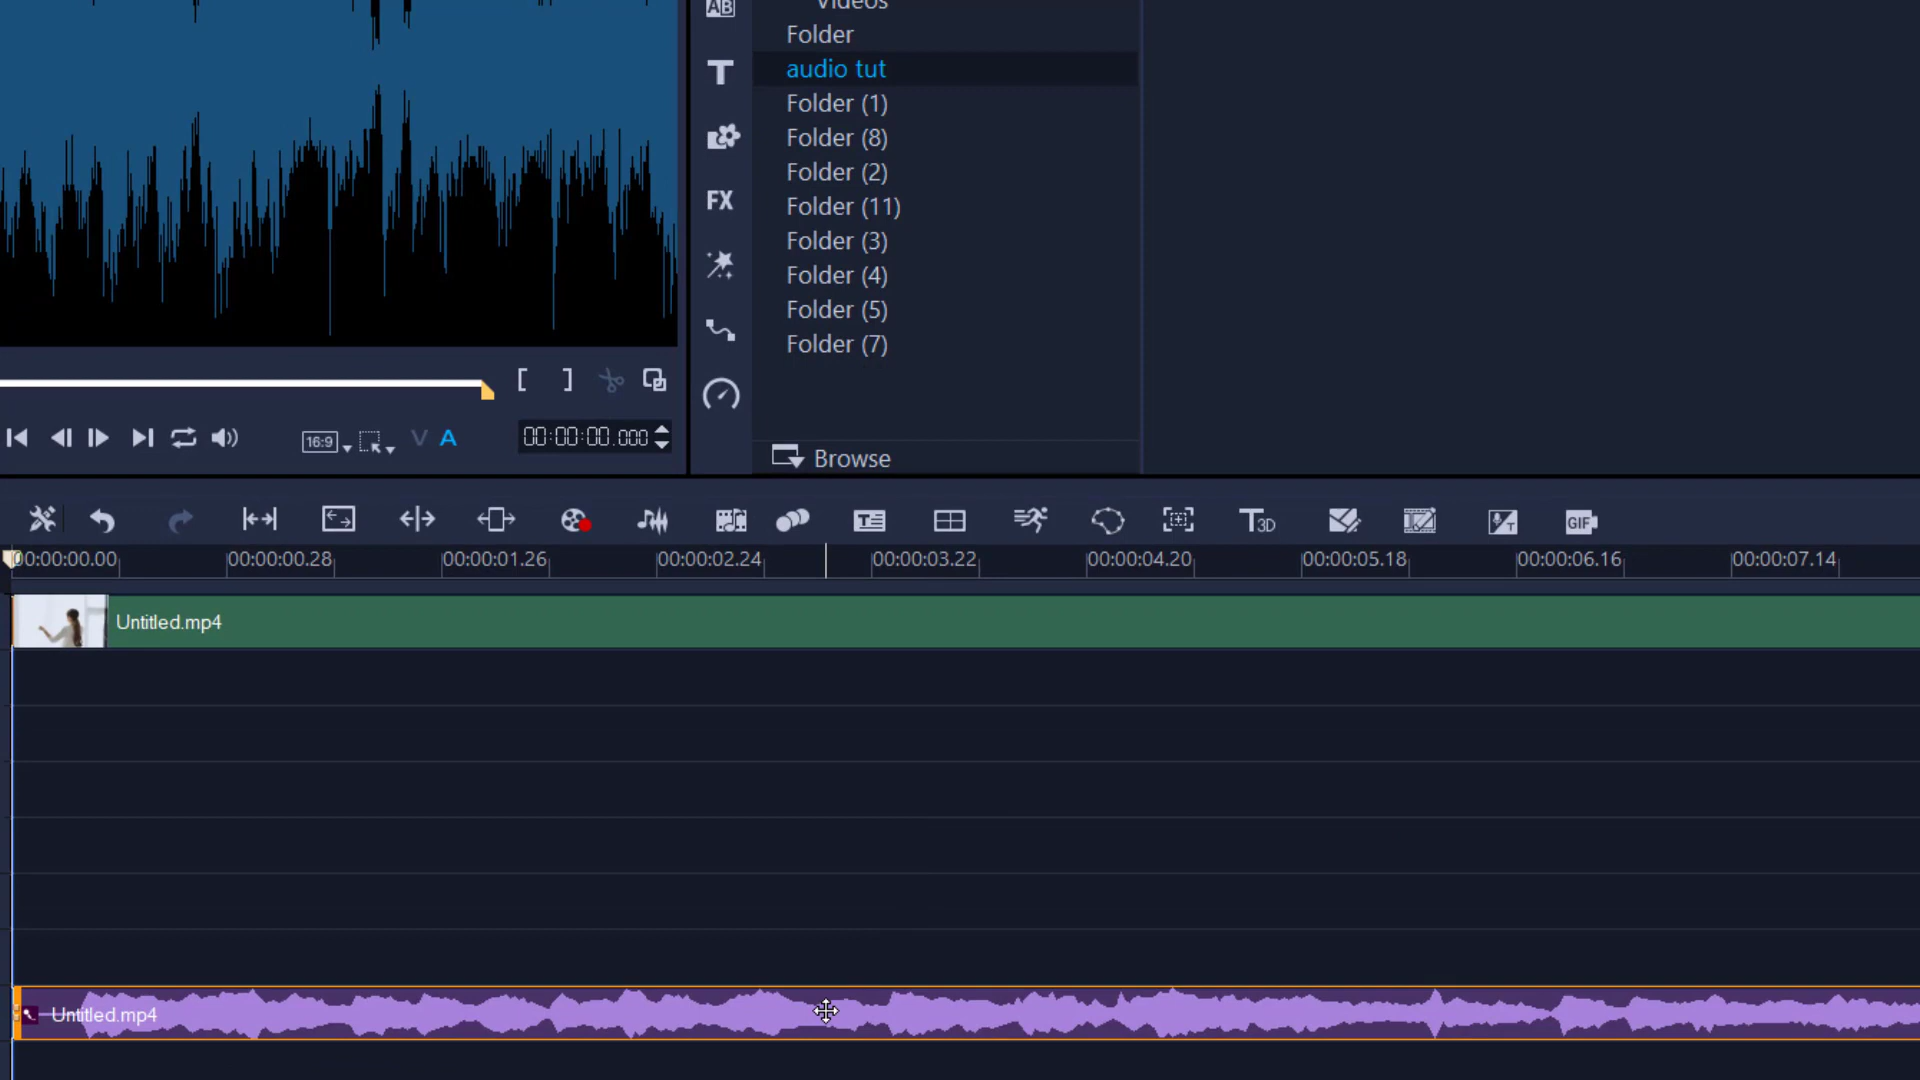 AB
Videos
Folder
audio tut
T
Folder (1)
Folder (8)
Folder (2)
FX
Folder (11)
Folder (3)
Folder (4)
Folder (5)
Folder (7)
[ ]
16:9
V A
00:00:00.000
Browse
T3D
GIF
00:00:00.00 00:00:00.28 00:00:01.26 00:00:02.24 00:00:03.22 00:00:04.20 00:00:05.18 00:00:06.16 00:00:07.14
Untitled.mp4
Untitled.mp4